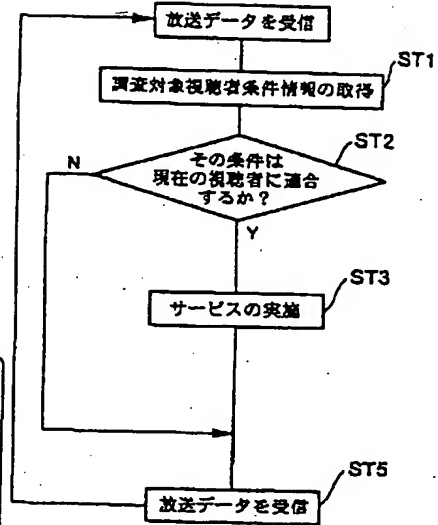 放送データを受信
ST1
調査対象視聴者条件情報の取得
ST2
その条件は
現在の視聴者に適合
するか?
N
Y
ST3
サービスの実施
ST5
放送データを受信